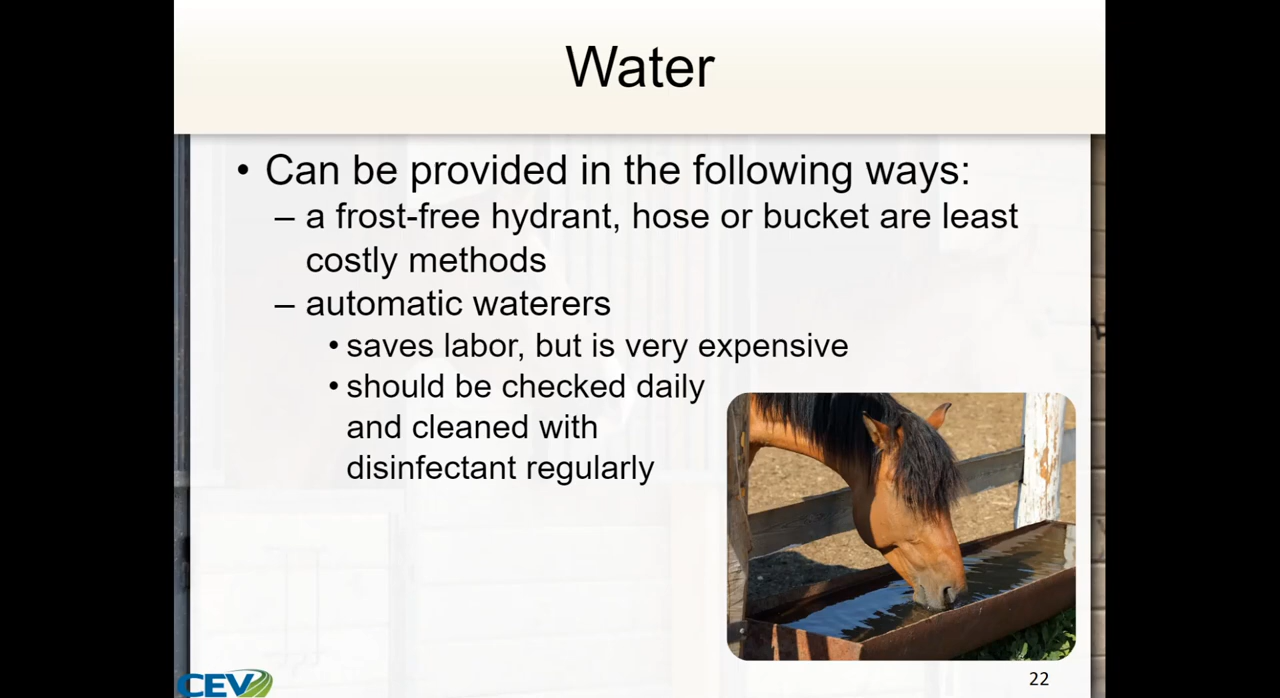 Water
• Can be provided in the following ways:
– a frost-free hydrant, hose or bucket are least
costly methods
– automatic waterers
• saves labor, but is very expensive
• should be checked daily
and cleaned with
disinfectant regularly
CEV
22